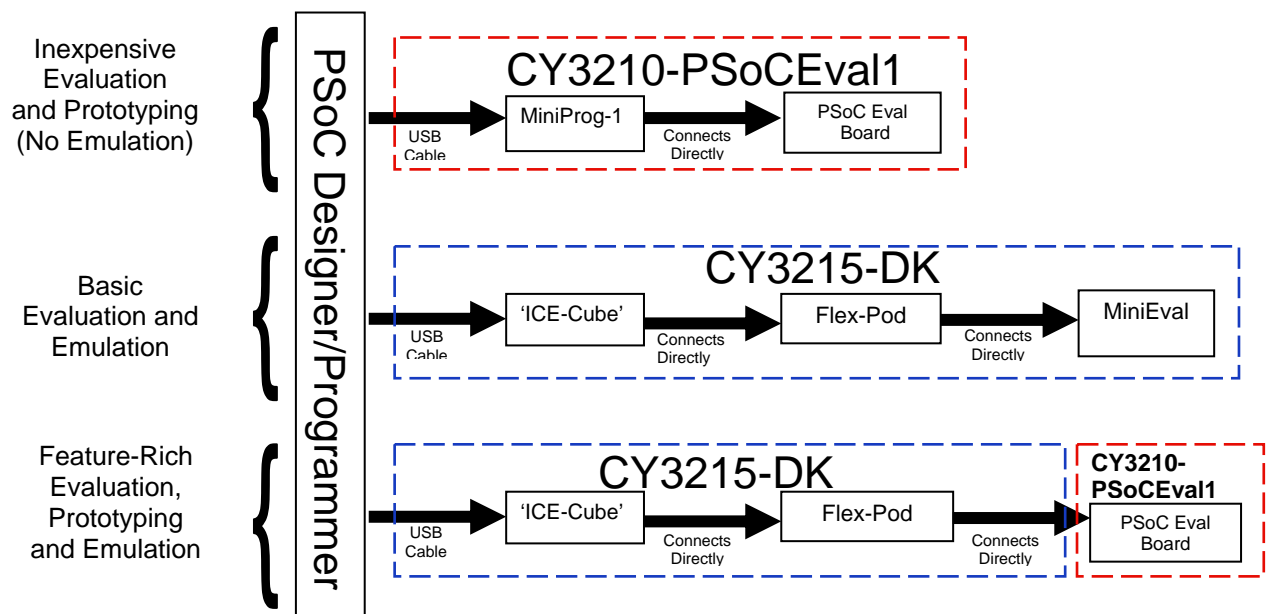 Inexpensive
Evaluation
and Prototyping
(No Emulation)
PSoC Designer/Programmer
CY3210-PSoCEval1
MiniProg-1
PSoC Eval
Board
USB
Cable
Connects
Directly
Basic
Evaluation and
Emulation
CY3215-DK
'ICE-Cube'
Flex-Pod
MiniEval
USB
Cable
Connects
Directly
Connects
Directly
Feature-Rich
Evaluation,
Prototyping
and Emulation
CY3215-DK
'ICE-Cube'
Flex-Pod
USB
Cable
Connects
Directly
Connects
Directly
CY3210-
PSoCEval1
PSoC Eval
Board